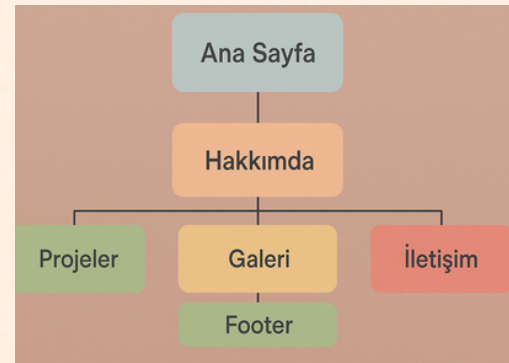 Ana Sayfa
Hakkımda
Projeler
Galeri
İletişim
Footer